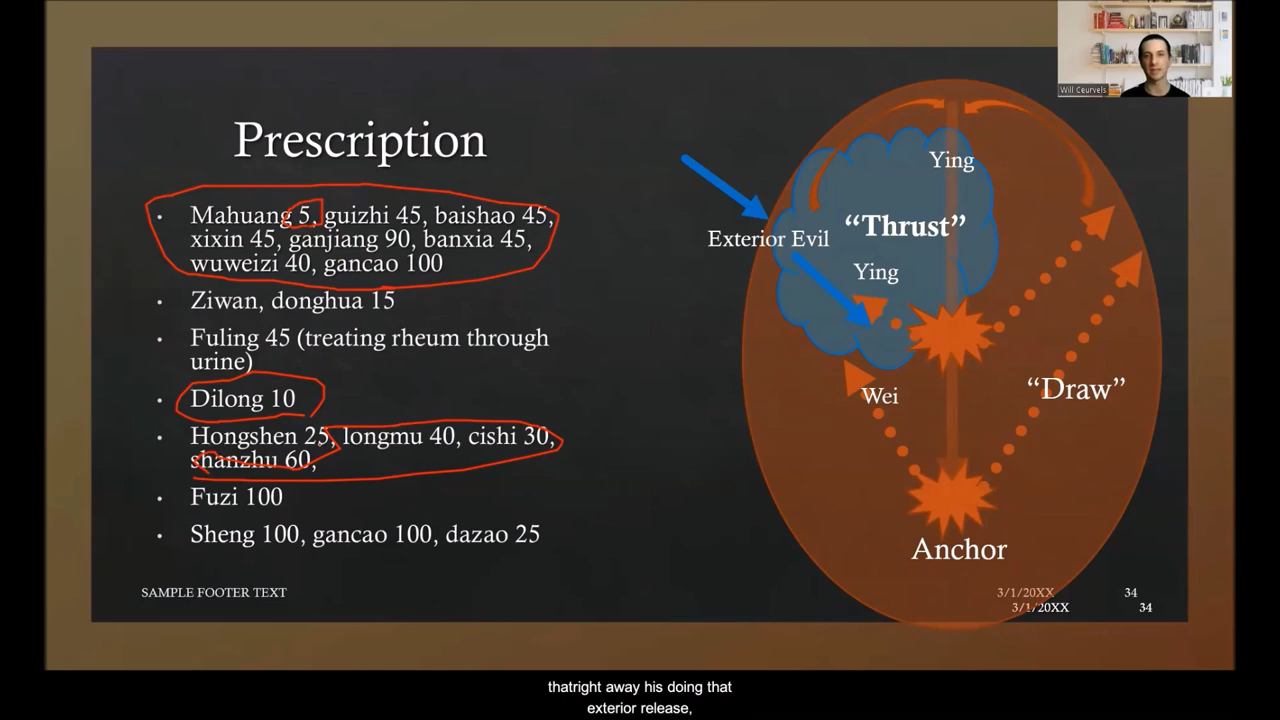 Will Ceurvels
Prescription
Mahuang 5, guizhi 45, baishao 45,
xixin 45, ganjiang 90, banxia 45,
wuweizi 40, gancao 100
Ziwan, donghua 15
Fuling 45 (treating rheum through
urine)
Dilong 10
Hongshen 25, longmu 40, cishi 30,
shanzhu 60,
Fuzi 100
Sheng 100, gancao 100, dazao 25
Ying
“Thrust”
Exterior Evil
Ying
“Draw”
Wei
Anchor
SAMPLE FOOTER TEXT
3/1/20XX 34
3/1/20XX 34
thatright away his doing that
exterior release,